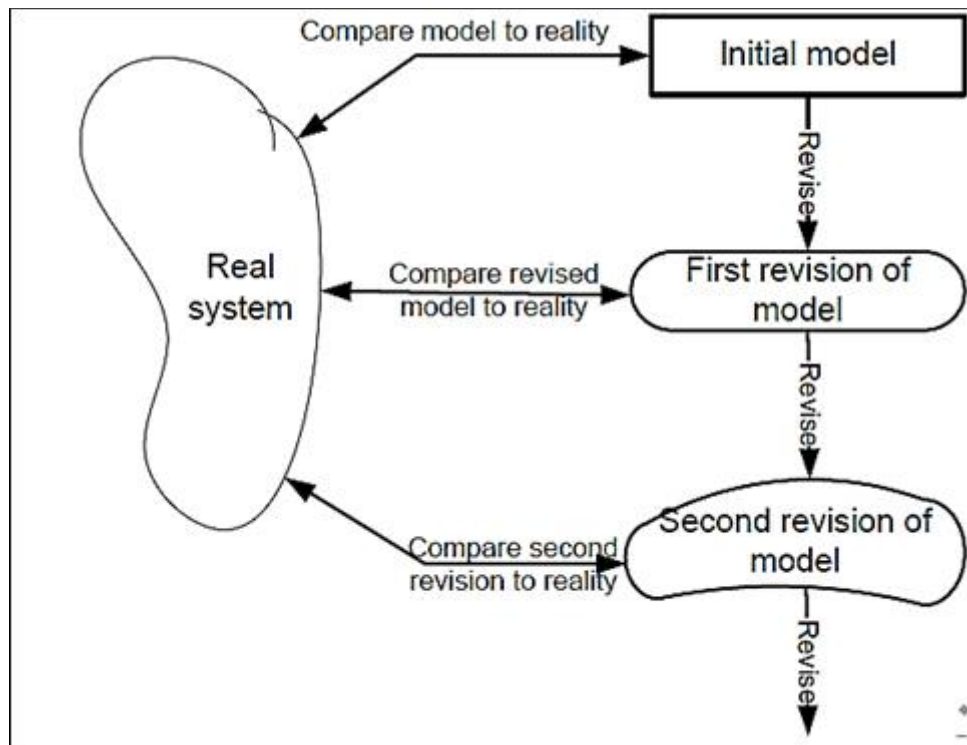 Compare model to reality
Initial model
Revise
Real
system
Compare revised
model to reality
First revision of
model
Revise
Compare second
revision to reality
Second revision of
model
Revise